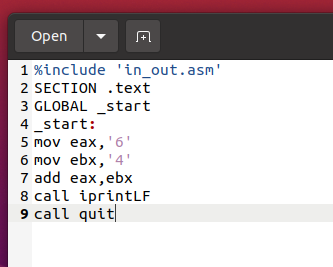 Open
1 %include 'in_out.asm'
2 SECTION .text
3 GLOBAL _start
4 _start:
5 mov eax,'6'
6 mov ebx,'4'
7 add eax,ebx
8 call iprintLF
9 call quit